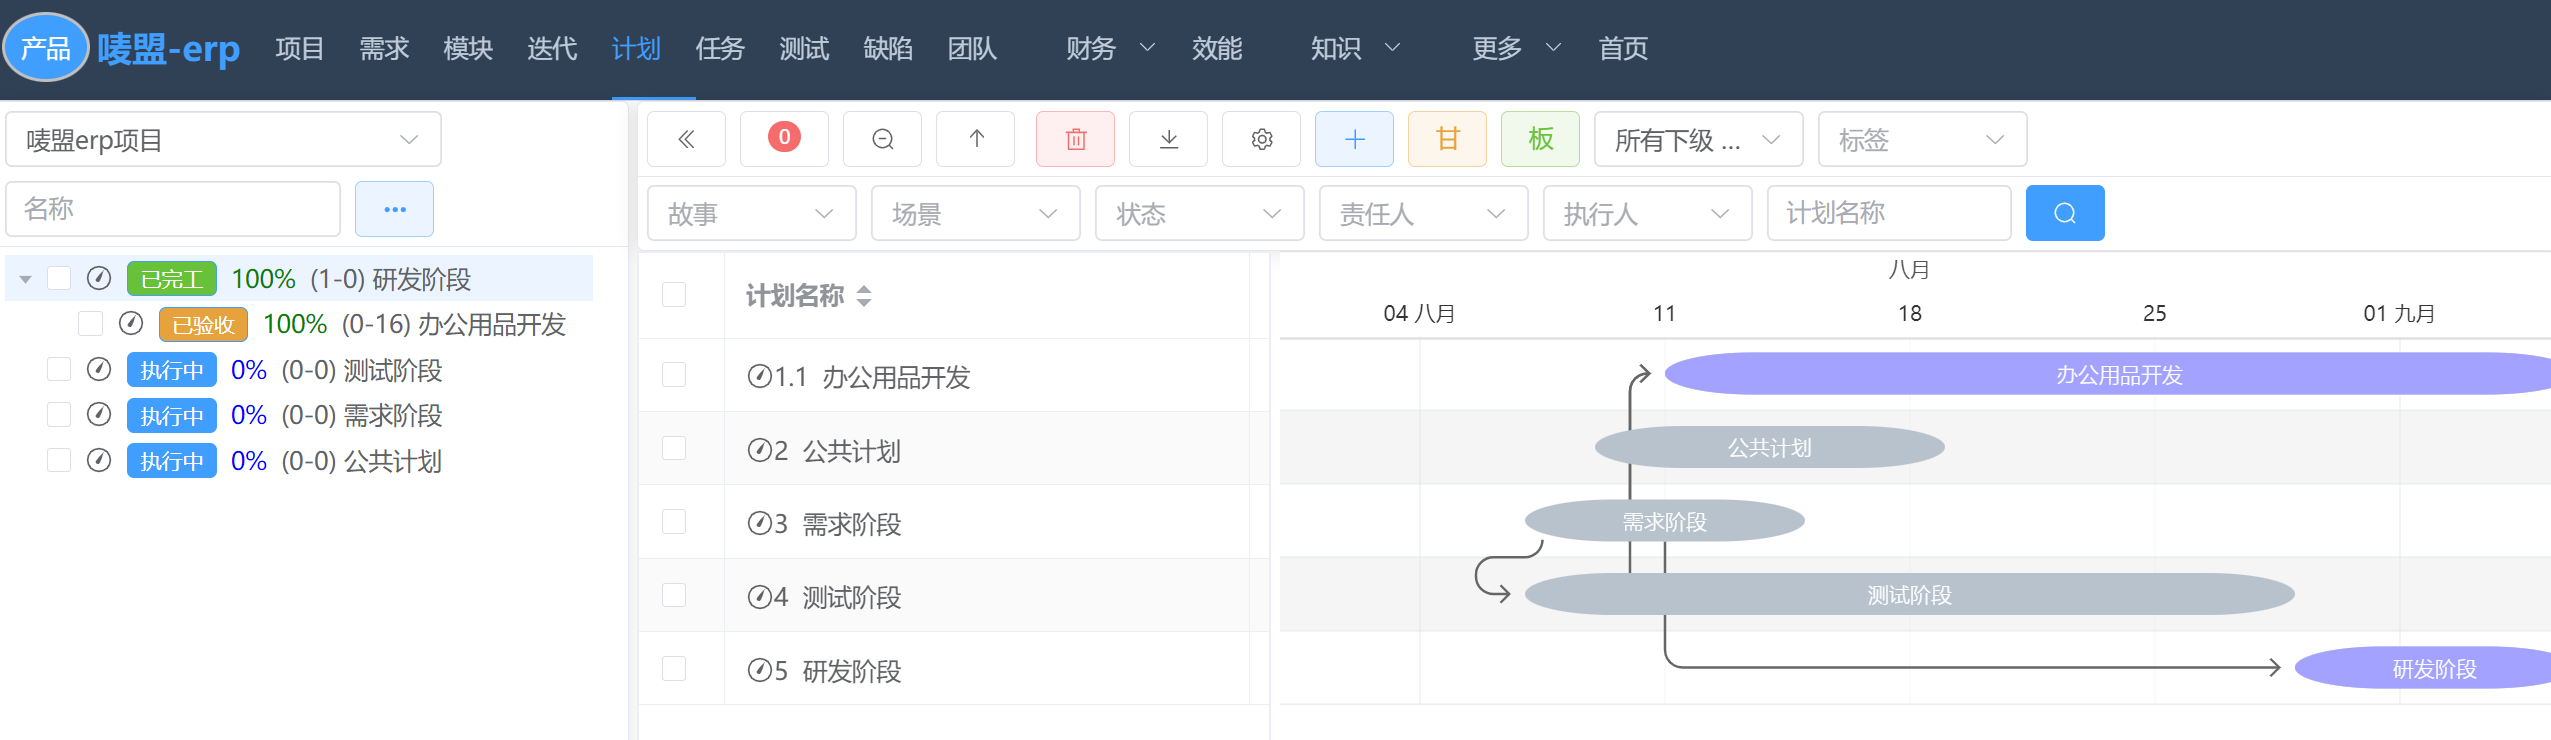 产品 唛盟-erp 项目 需求 模块 迭代 计划 任务 测试 缺陷 团队 财务 效能 知识 更多 首页
唛盟erp项目
名称
已完工 100% (1-0) 研发阶段
已验收 100% (0-16) 办公用品开发
执行中 0% (0-0) 测试阶段
执行中 0% (0-0) 需求阶段
执行中 0% (0-0) 公共计划
0 甘 板 所有下级 ... 标签
故事 场景 状态 责任人 执行人 计划名称
计划名称
1.1 办公用品开发
2 公共计划
3 需求阶段
4 测试阶段
5 研发阶段
八月
04 八月 11 18 25 01 九月
办公用品开发
公共计划
需求阶段
测试阶段
研发阶段